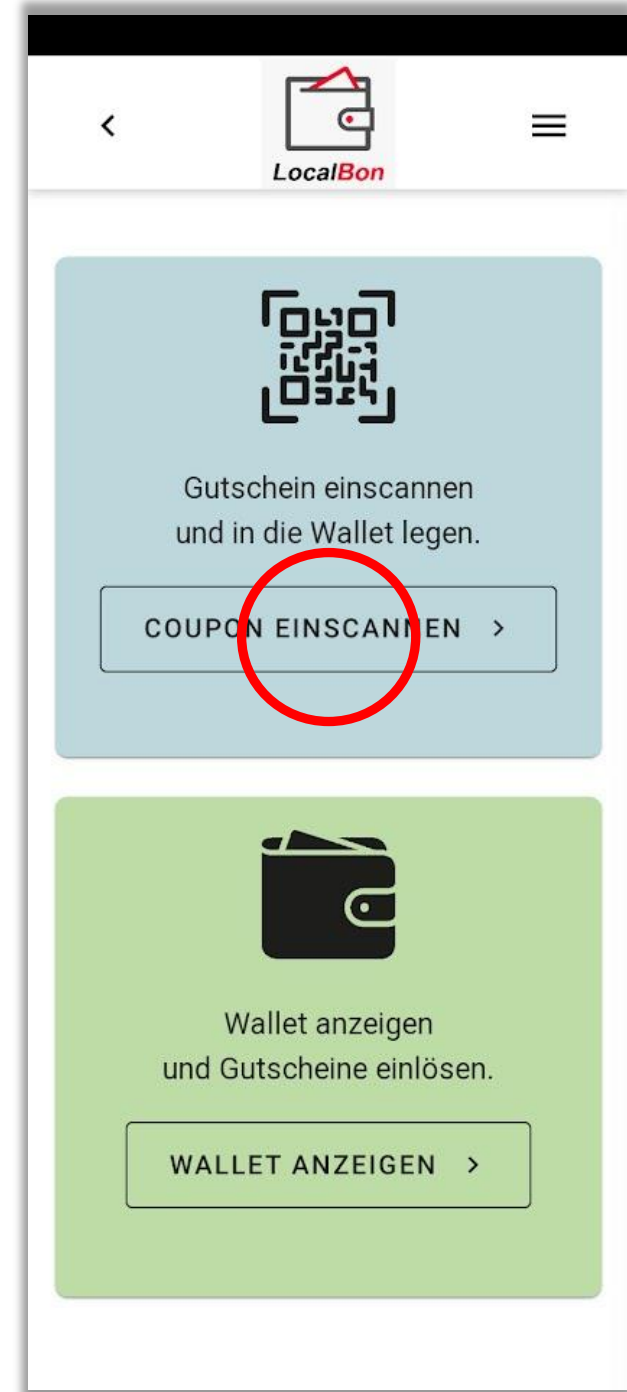 LocalBon
Gutschein einscannen
und in die Wallet legen.
COUPON EINSCANNEN
Wallet anzeigen
und Gutscheine einlösen.
WALLET ANZEIGEN